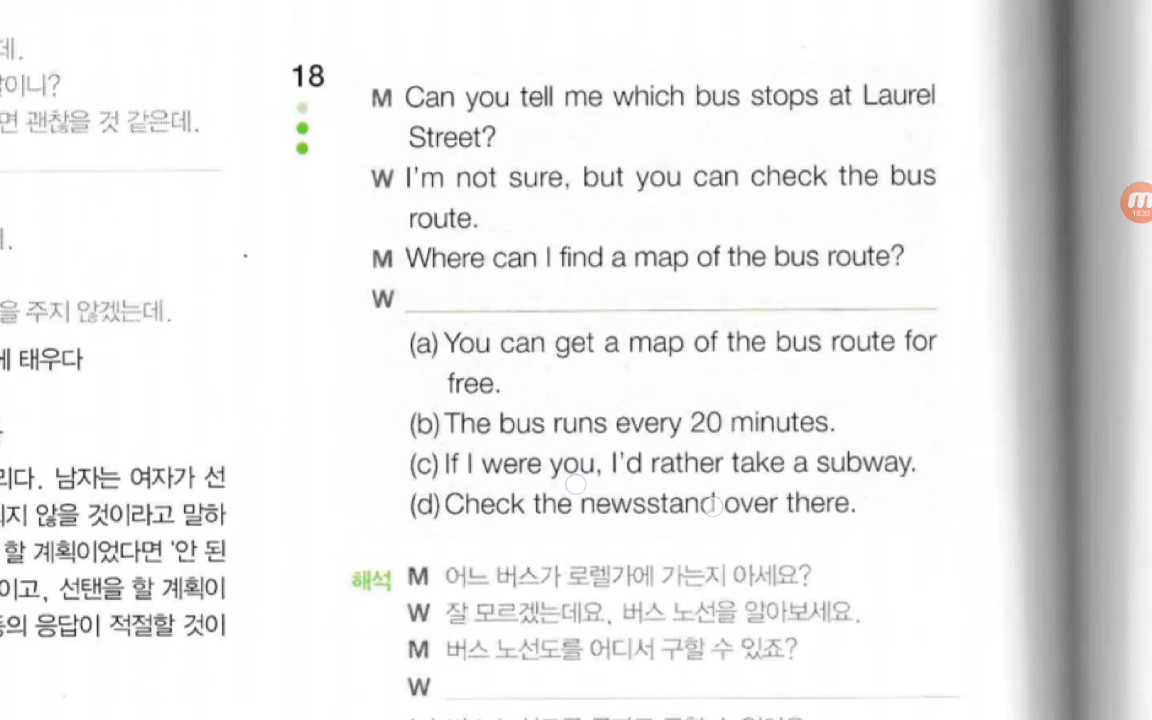 데.
이니?
면 괜찮을 것 같은데.
을 주지 않겠는데.
에 태우다
리다. 남자는 여자가 선
되지 않을 것이라고 말하
할 계획이었다면 '안 된
이고, 선탠을 할 계획이
등의 응답이 적절할 것이
18
M Can you tell me which bus stops at Laurel
Street?
W I'm not sure, but you can check the bus
route.
M Where can I find a map of the bus route?
W
(a) You can get a map of the bus route for
free.
(b) The bus runs every 20 minutes.
(c) If I were you, I'd rather take a subway.
(d) Check the newsstand over there.
해석 M 어느 버스가 로렐가에 가는지 아세요?
W 잘 모르겠는데요, 버스 노선을 알아보세요.
M 버스 노선도를 어디서 구할 수 있죠?
W